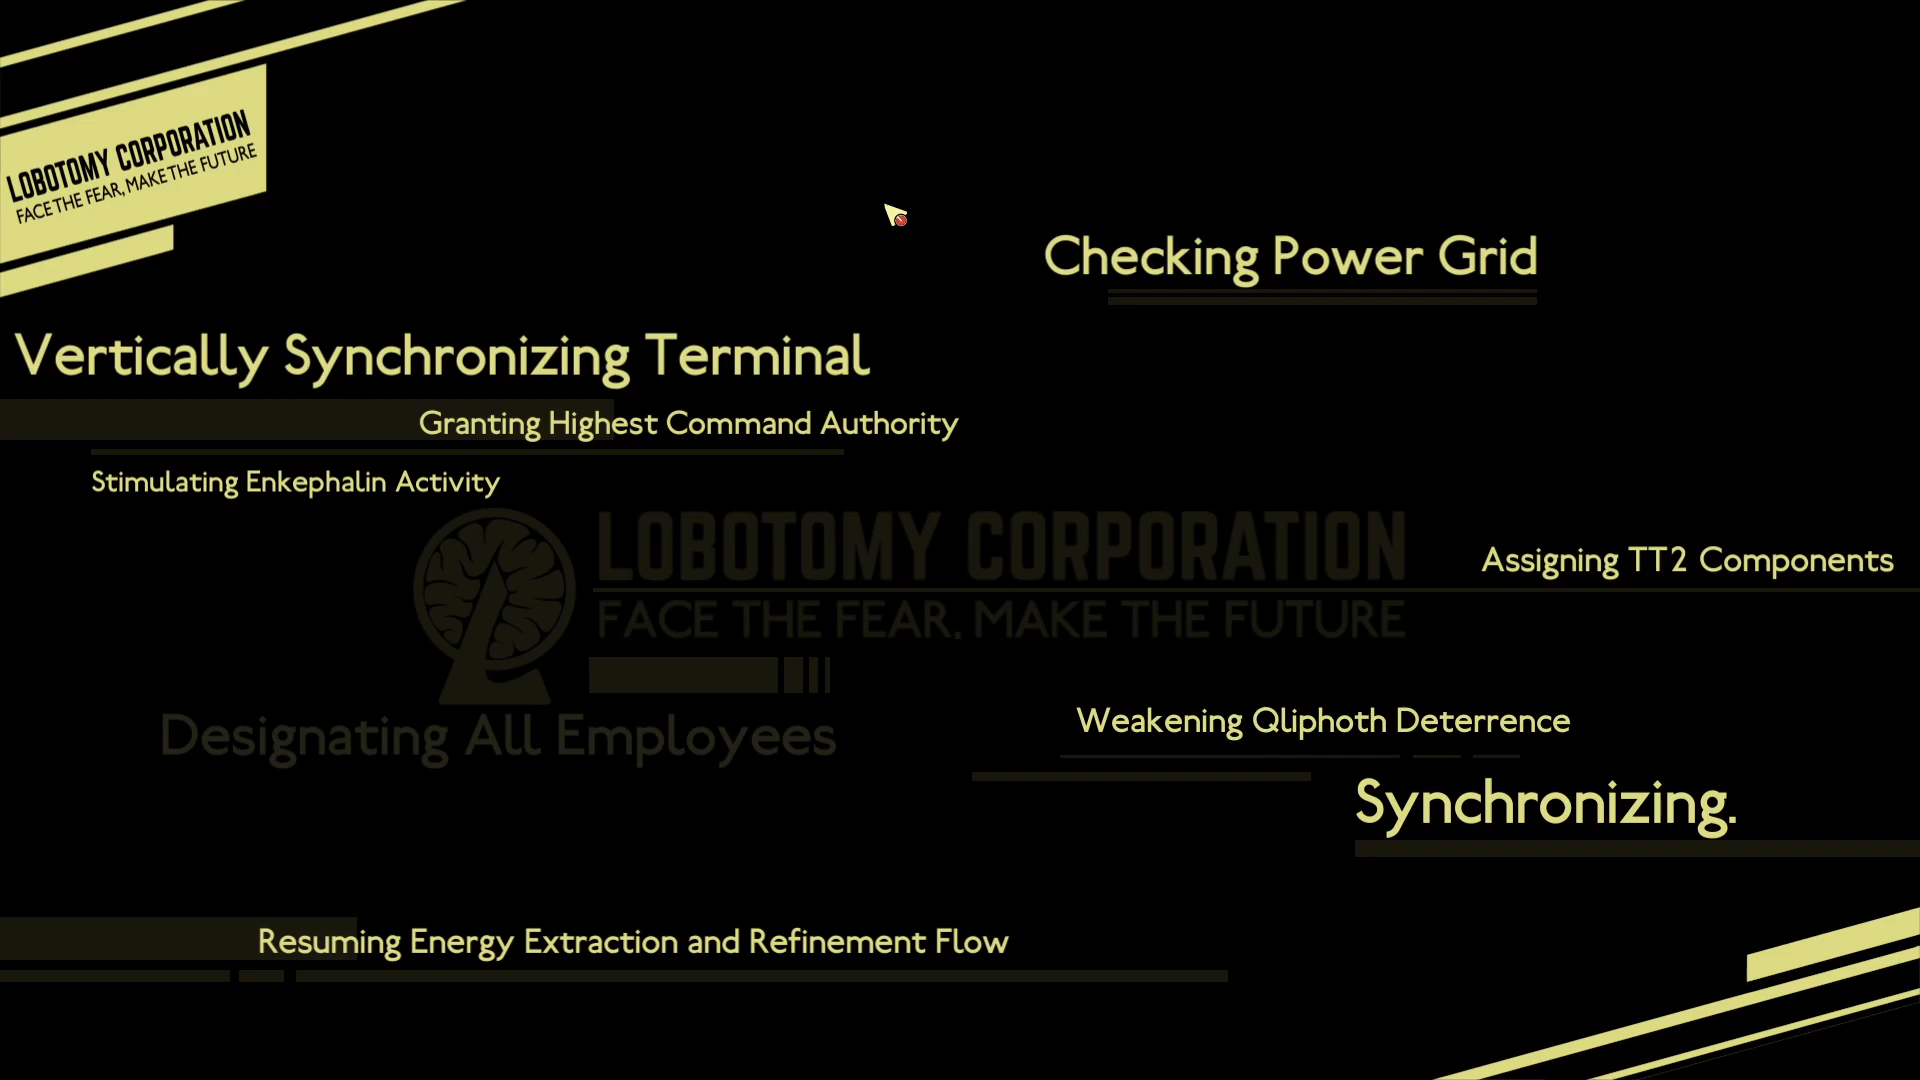 LOBOTOMY CORPORATION
FACE THE FEAR, MAKE THE FUTURE
Checking Power Grid
Vertically Synchronizing Terminal
Granting Highest Command Authority
Stimulating Enkephalin Activity
LOBOTOMY CORPORATION
FACE THE FEAR, MAKE THE FUTURE
Assigning TT2 Components
Designating All Employees
Weakening Qliphoth Deterrence
Synchronizing.
Resuming Energy Extraction and Refinement Flow